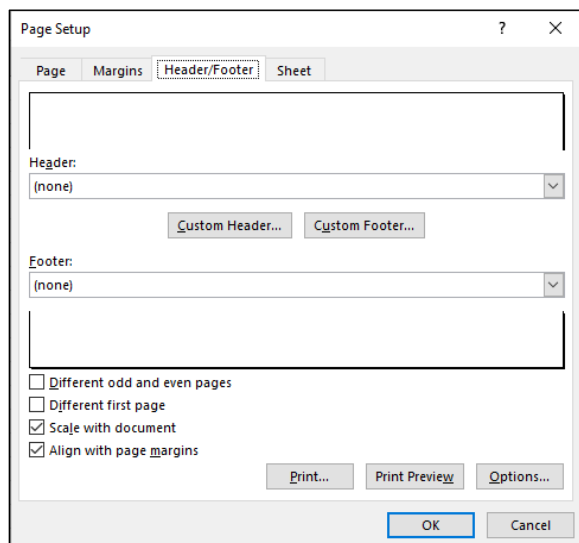 Page Setup ? ×
Page Margins Header/Footer Sheet
Header:
(none)
Custom Header... Custom Footer...
Footer:
(none)
Different odd and even pages
Different first page
Scale with document
Align with page margins
Print... Print Preview Options...
OK Cancel